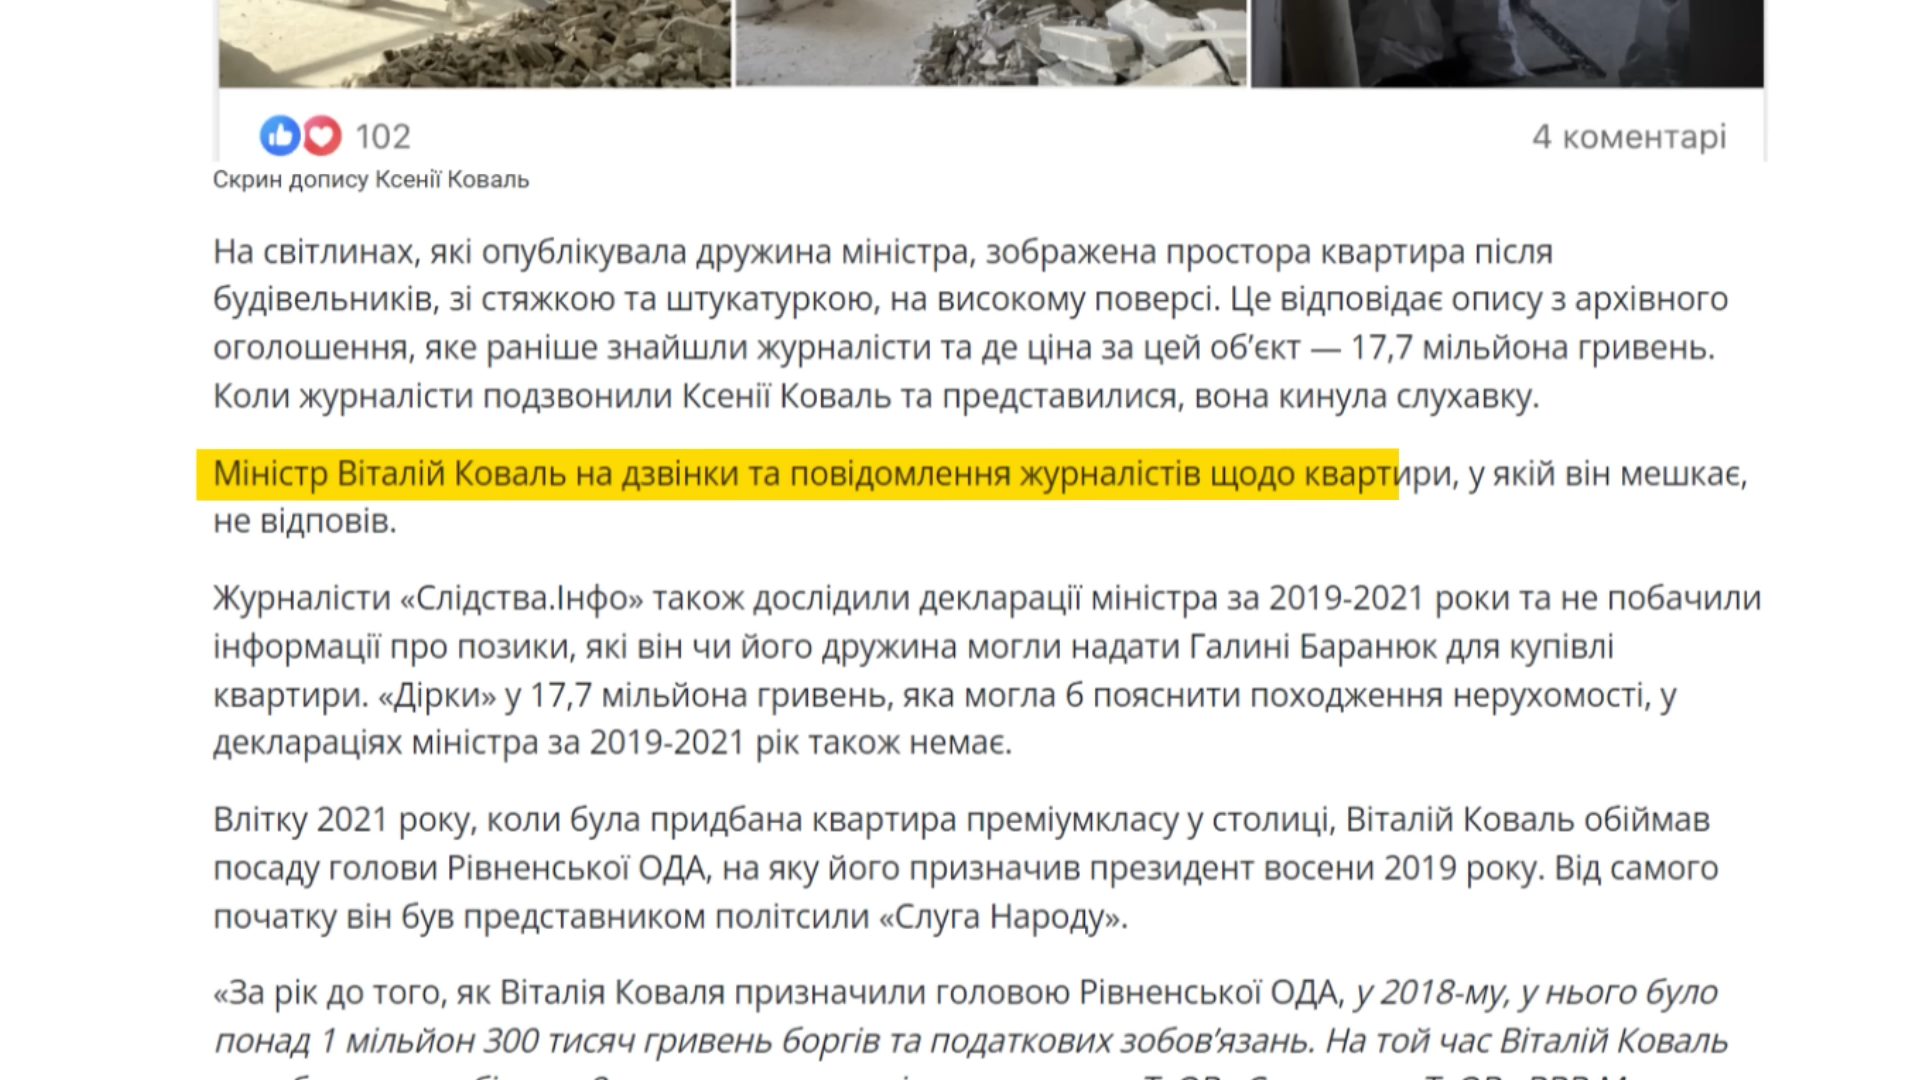 102
4 коментарі
Скрин допису Ксенії Коваль
На світлинах, які опублікувала дружина міністра, зображена простора квартира після
будівельників, зі стяжкою та штукатуркою, на високому поверсі. Це відповідає опису з архівного
оголошення, яке раніше знайшли журналісти та де ціна за цей об’єкт — 17,7 мільйона гривень.
Коли журналісти подзвонили Ксенії Коваль та представилися, вона кинула слухавку.
Міністр Віталій Коваль на дзвінки та повідомлення журналістів щодо квартири, у якій він мешкає,
не відповів.
Журналісти «Слідства.Інфо» також дослідили декларації міністра за 2019-2021 роки та не побачили
інформації про позики, які він чи його дружина могли надати Галині Баранюк для купівлі
квартири. «Дірки» у 17,7 мільйона гривень, яка могла б пояснити походження нерухомості, у
деклараціях міністра за 2019-2021 рік також немає.
Влітку 2021 року, коли була придбана квартира преміумкласу у столиці, Віталій Коваль обіймав
посаду голови Рівненської ОДА, на яку його призначив президент восени 2019 року. Від самого
початку він був представником політсили «Слуга Народу».
«За рік до того, як Віталія Коваля призначили головою Рівненської ОДА, у 2018-му, у нього було
понад 1 мільйон 300 тисяч гривень боргів та податкових зобов’язань. На той час Віталій Коваль